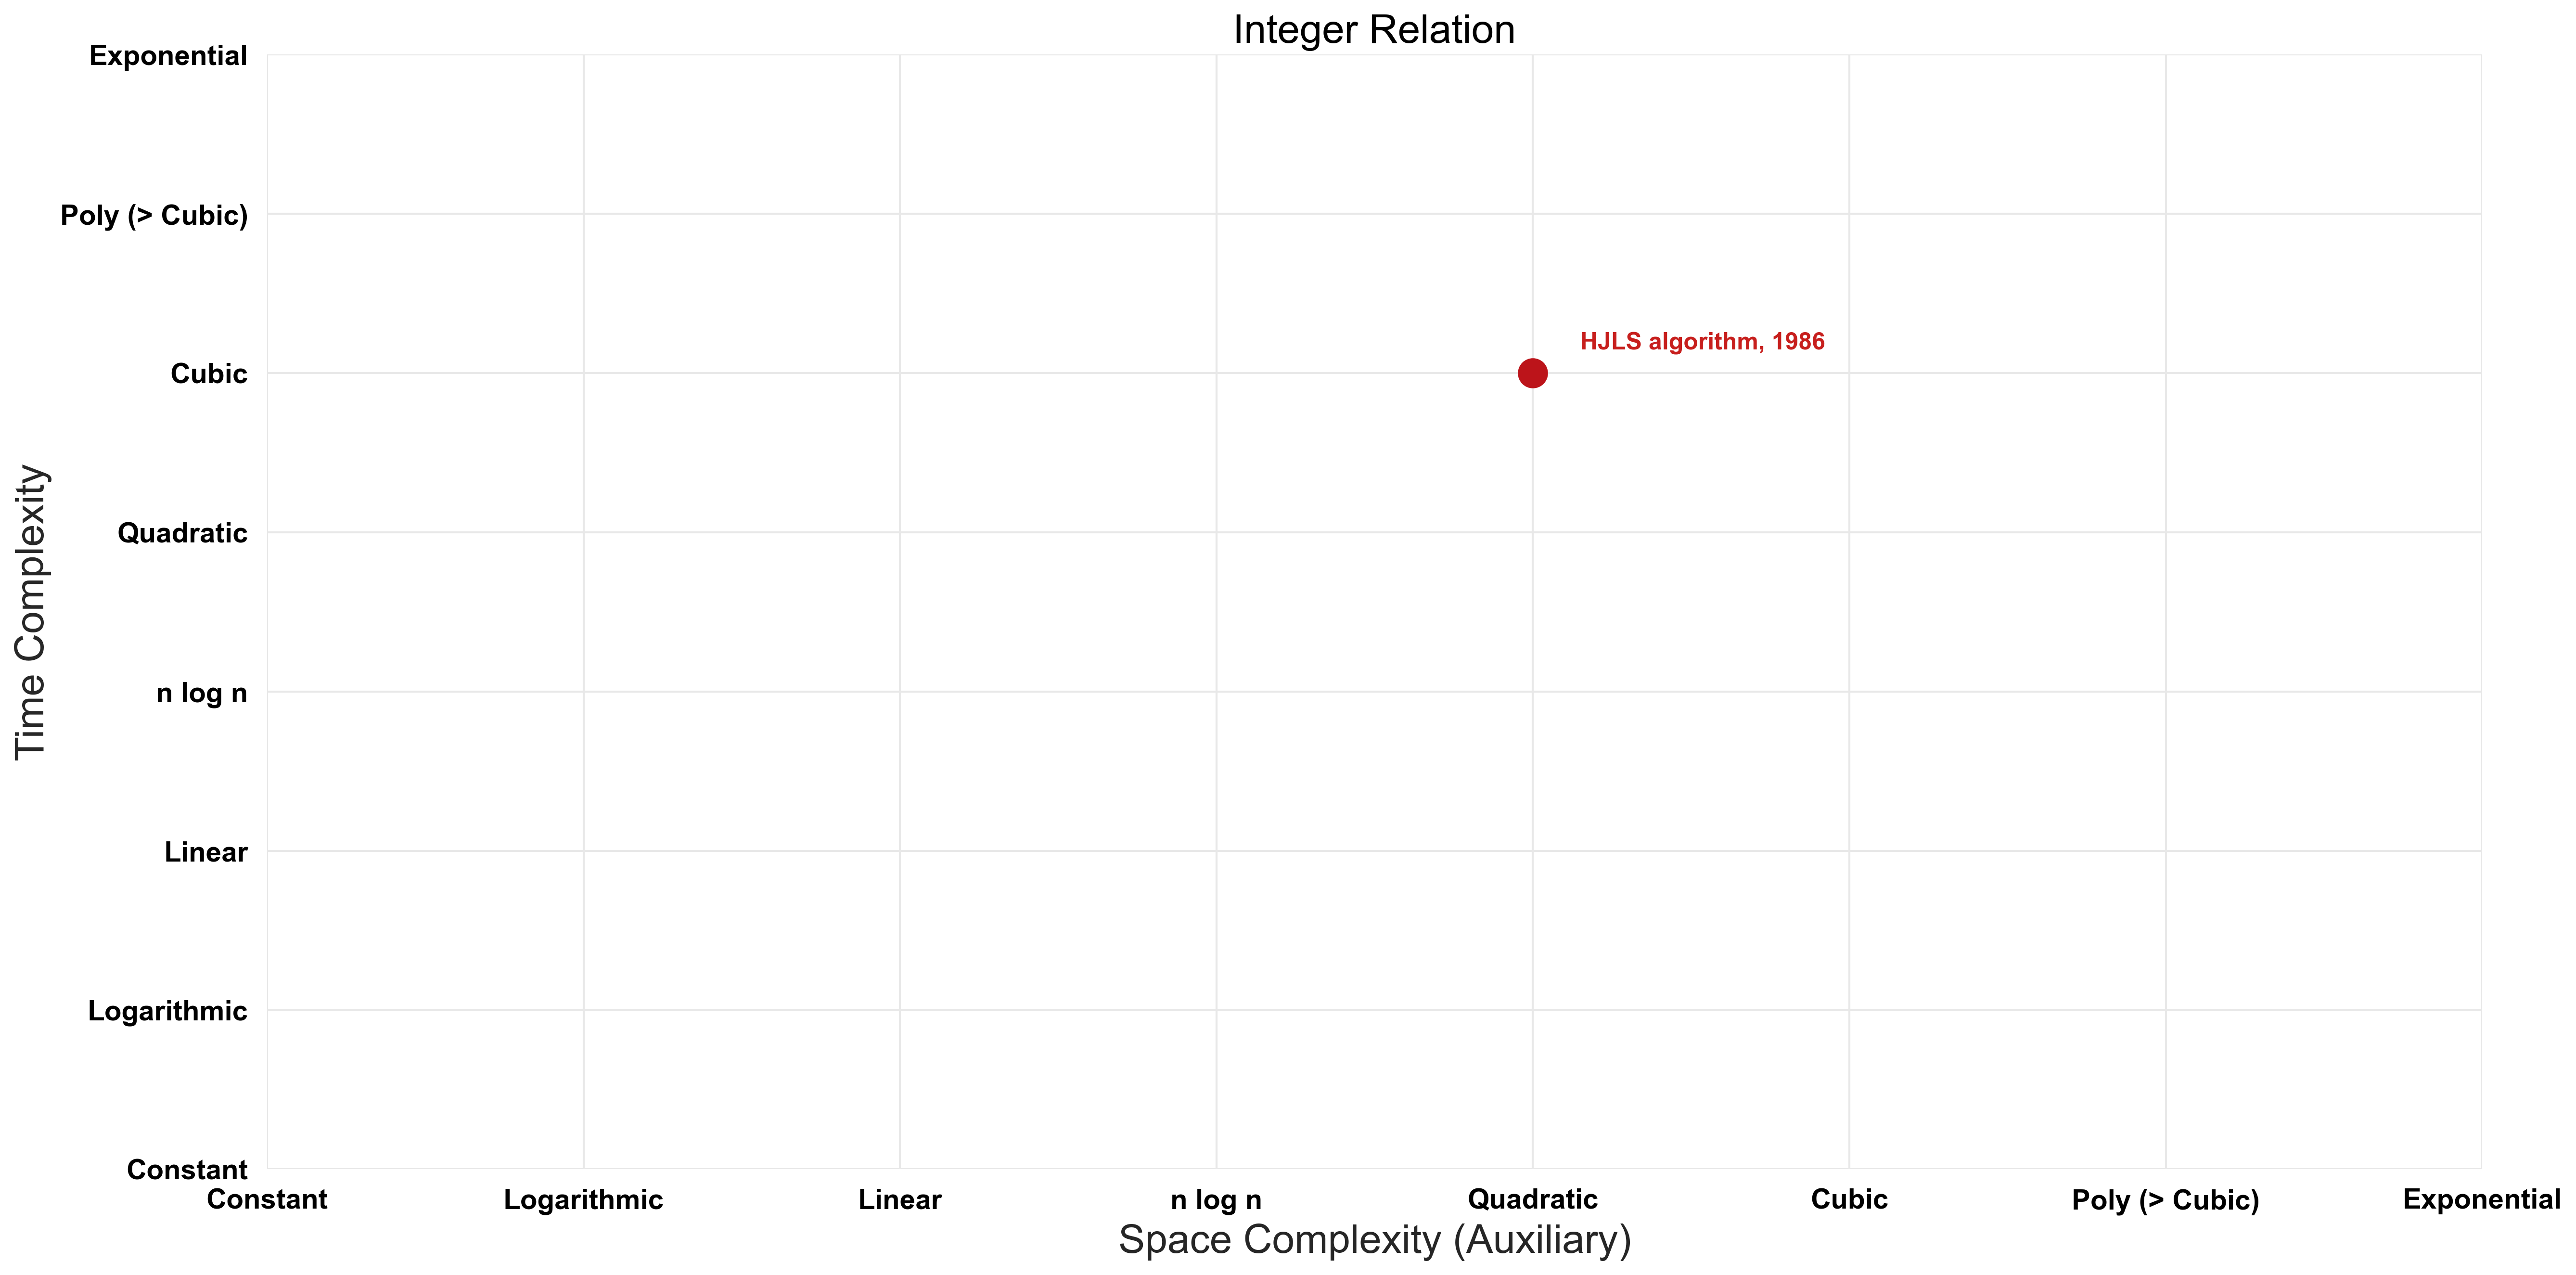 Integer Relation
Exponential
Poly (> Cubic)
HJLS algorithm, 1986
Cubic
Quadratic
n log n
Linear
Logarithmic
Constant
Time Complexity
Constant
Logarithmic
Linear
n log n
Quadratic
Cubic
Poly (> Cubic)
Exponential
Space Complexity (Auxiliary)